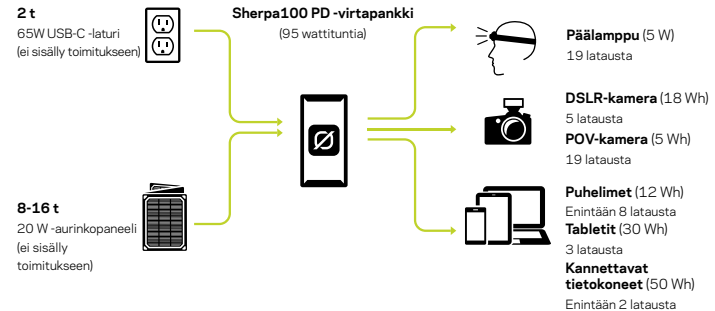 2 t
65W USB-C -laturi
(ei sisälly toimitukseen)
8-16 t
20 W -aurinkopaneeli
(ei sisälly
toimitukseen)
Sherpa100 PD -virtapankki
(95 wattituntia)
Päälamppu (5 W)
19 latausta
DSLR-kamera (18 Wh)
5 latausta
POV-kamera (5 Wh)
19 latausta
Puhelimet (12 Wh)
Enintään 8 latausta
Tabletit (30 Wh)
3 latausta
Kannettavat
tietokoneet (50 Wh)
Enintään 2 latausta